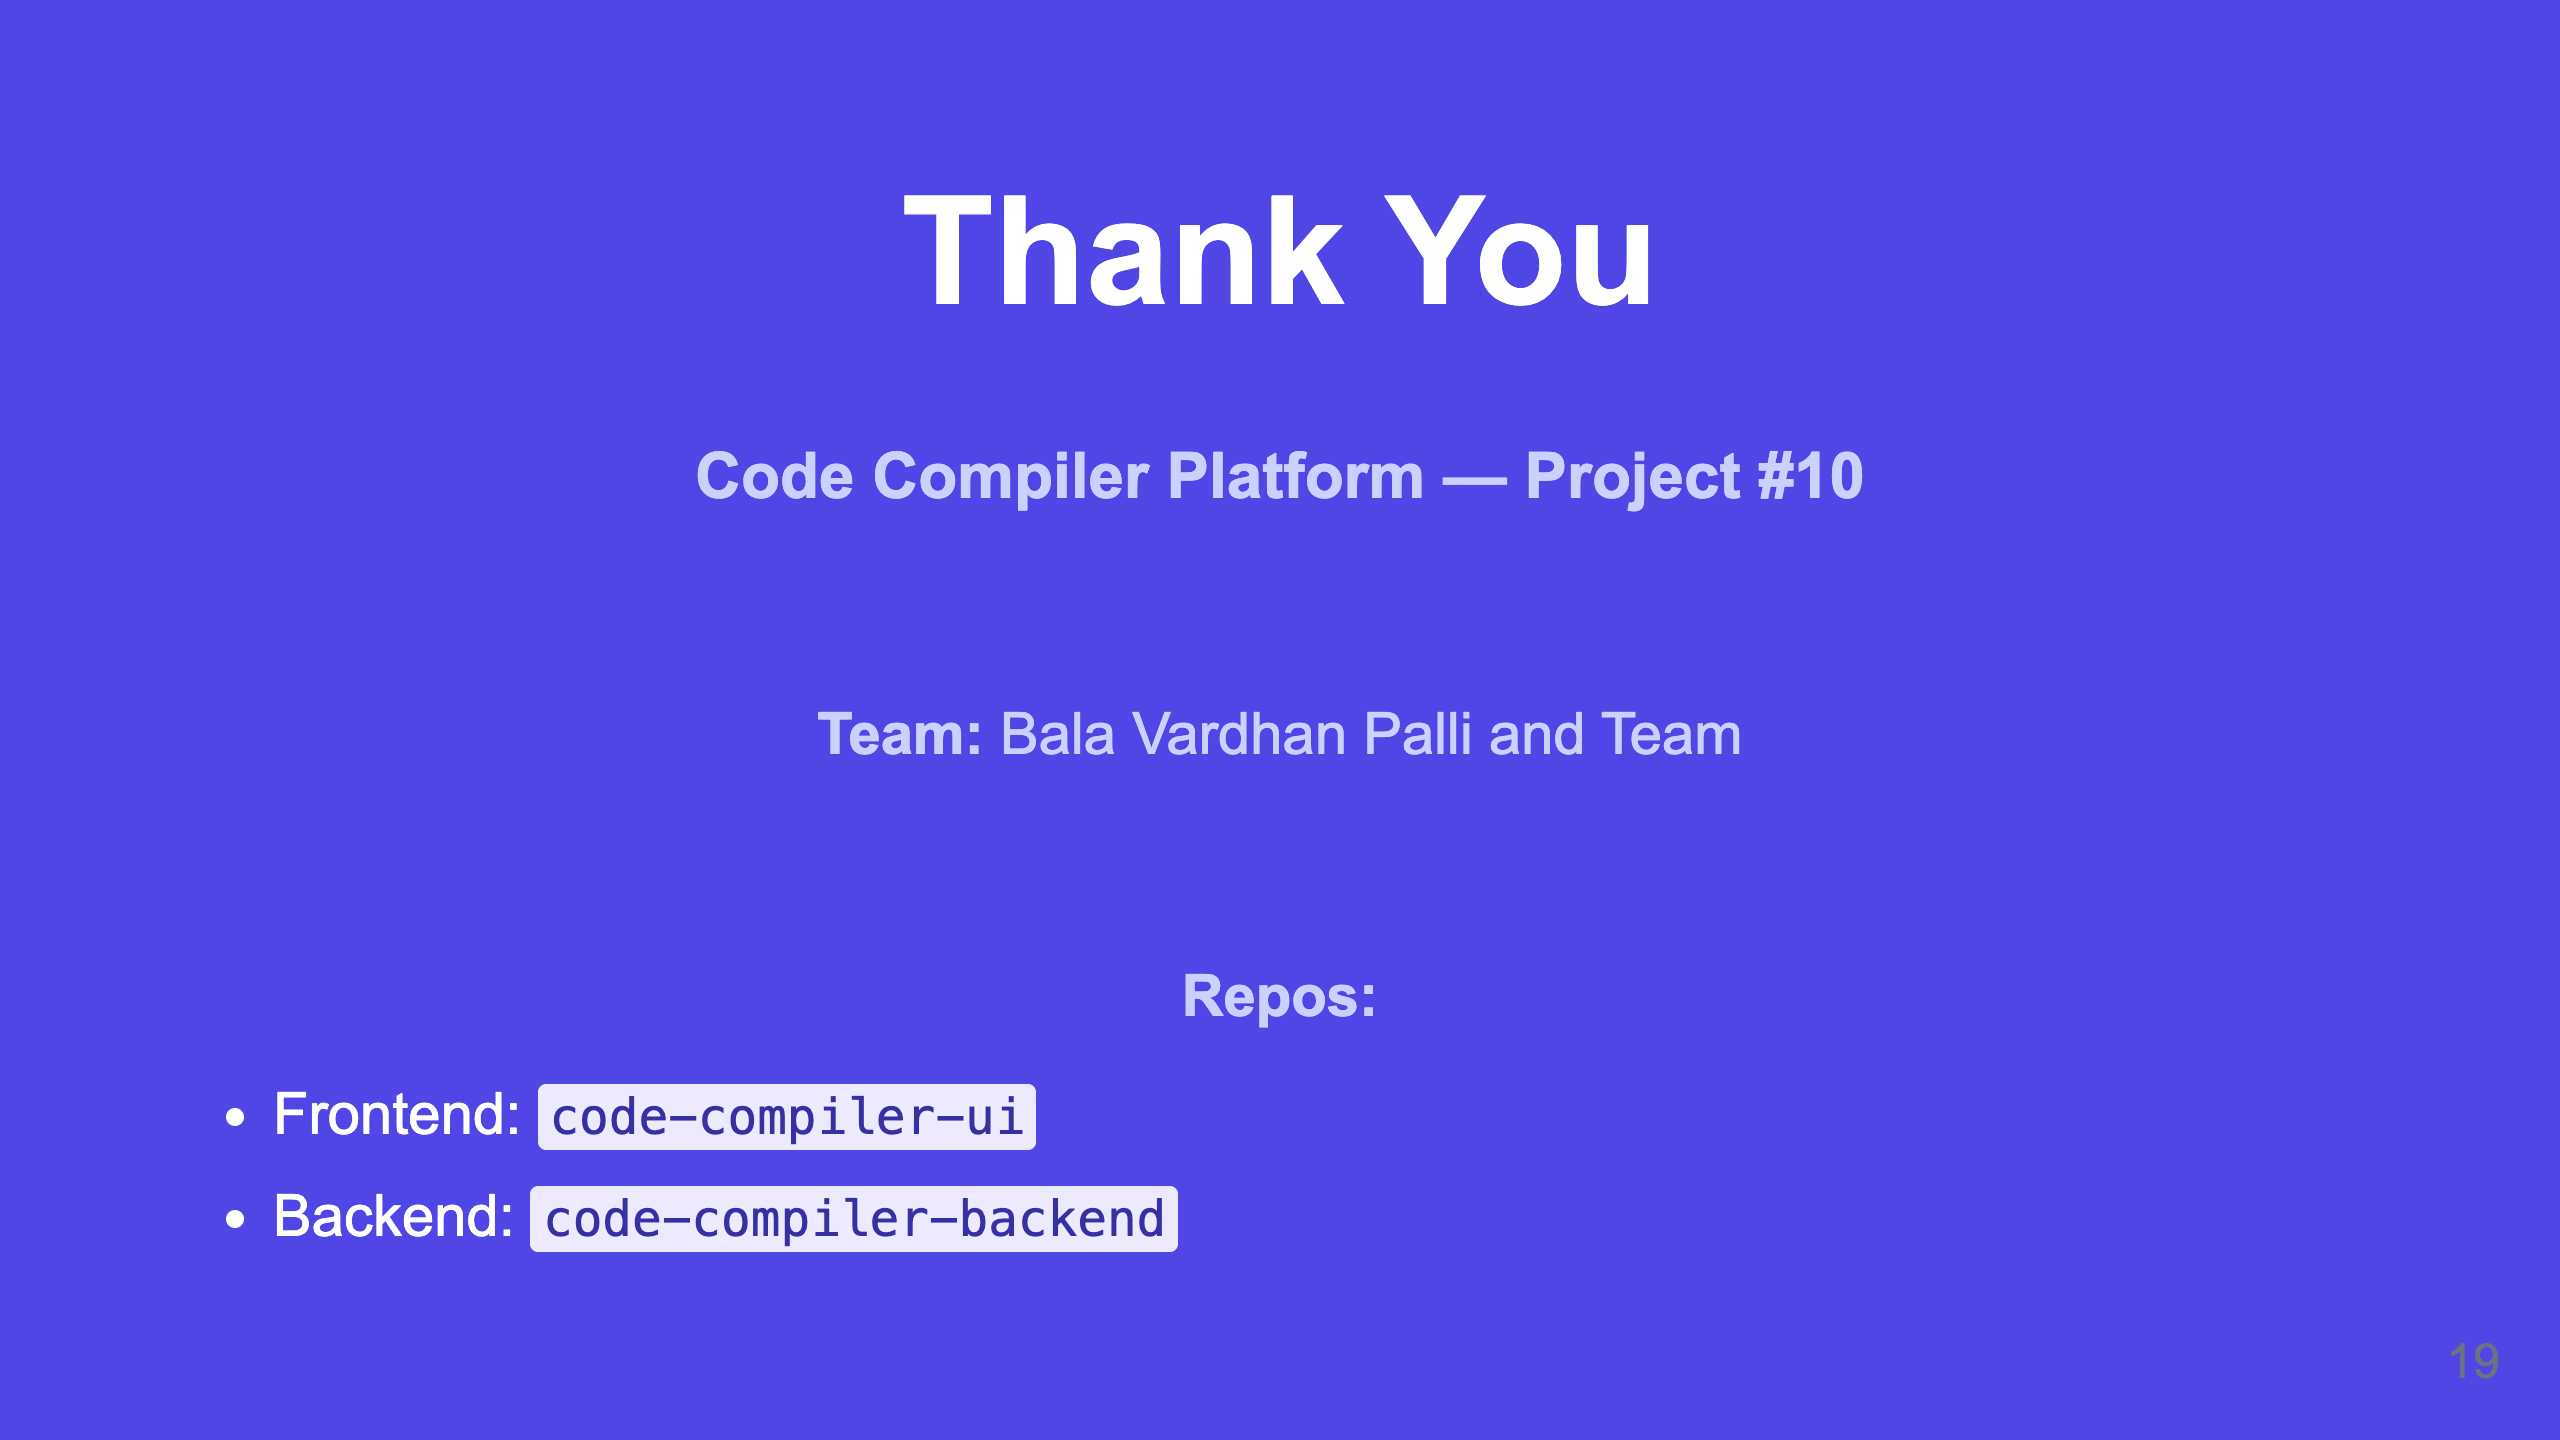 Thank You
Code Compiler Platform — Project #10
Team: Bala Vardhan Palli and Team
Repos:
• Frontend: code-compiler-ui
• Backend: code-compiler-backend
19